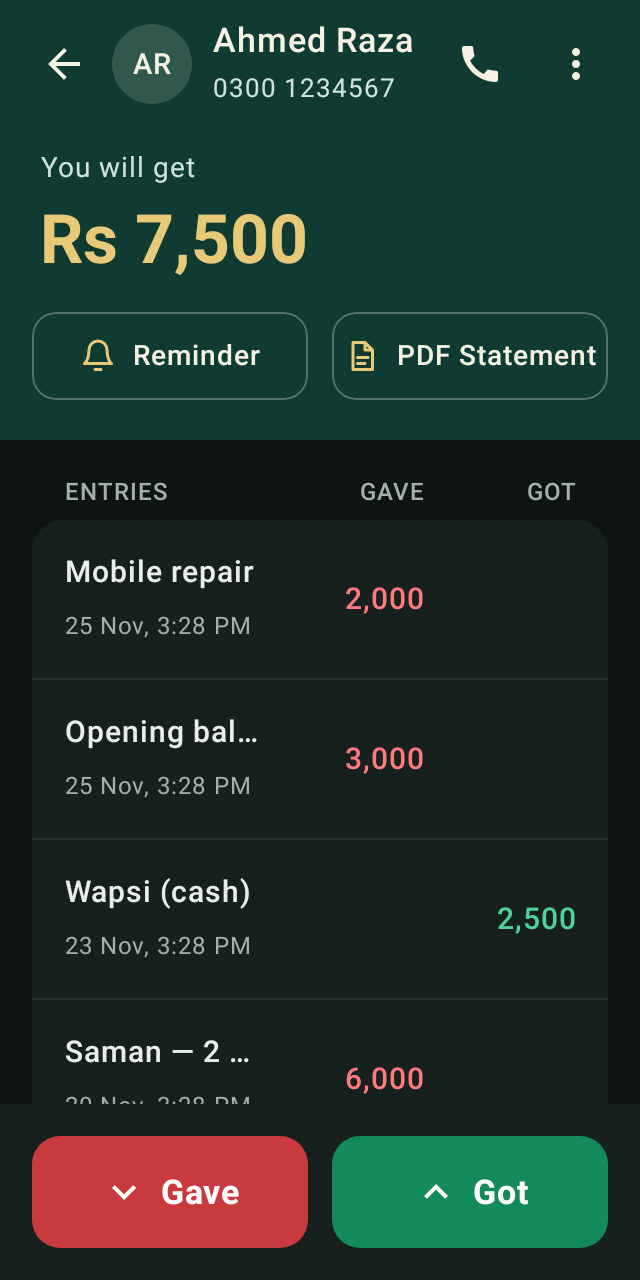 AR
Ahmed Raza
0300 1234567
You will get
Rs 7,500
Reminder
PDF Statement
ENTRIES GAVE GOT
Mobile repair
2,000
25 Nov, 3:28 PM
Opening bal…
3,000
25 Nov, 3:28 PM
Wapsi (cash)
2,500
23 Nov, 3:28 PM
Saman — 2 …
6,000
Gave
Got